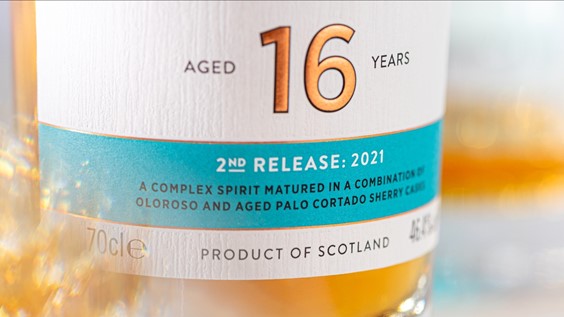 AGED 16 YEARS
2ND RELEASE: 2021
A COMPLEX SPIRIT MATURED IN A COMBINATION OF
OLOROSO AND AGED PALO CORTADO SHERRY CASKS
70cl℮ PRODUCT OF SCOTLAND